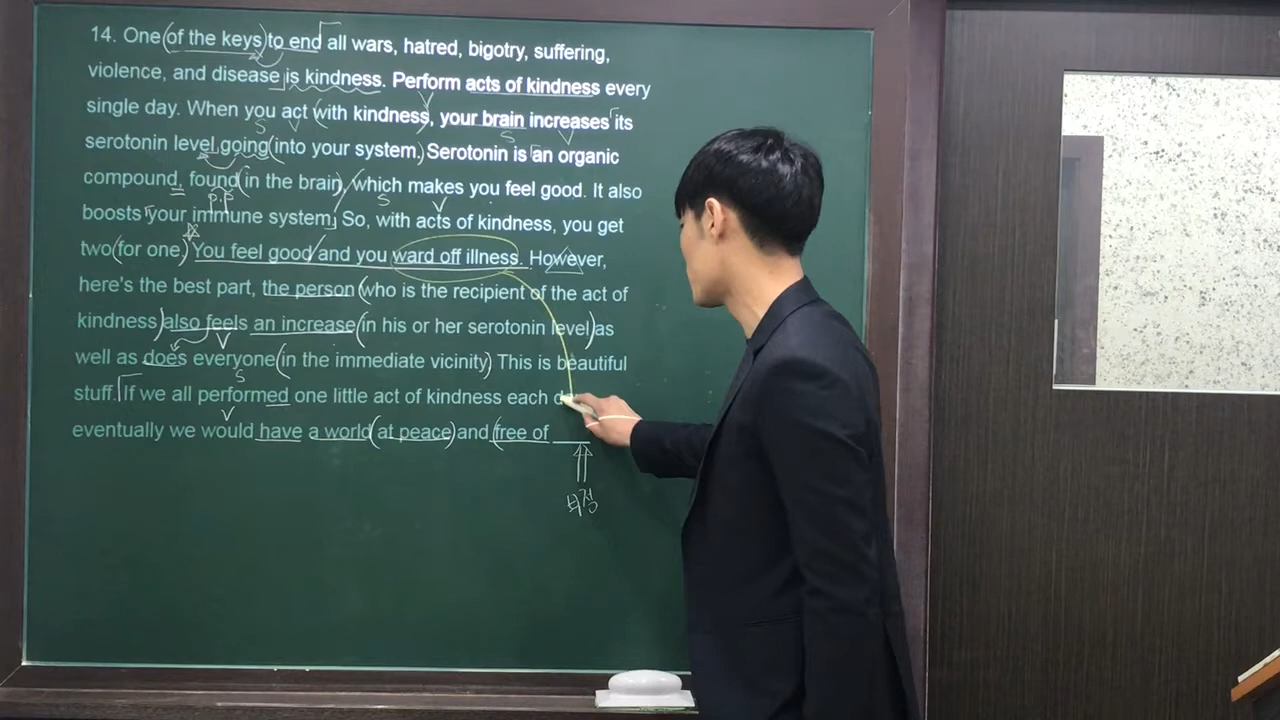 14. One (of the keys) to end all wars, hatred, bigotry, suffering,
violence, and disease is kindness. Perform acts of kindness every
single day. When you act (with kindness), your brain increases its
S V S V
serotonin level going (into your system.) Serotonin is an organic
compound, found (in the brain), which makes you feel good. It also
p.p S V
boosts your immune system. So, with acts of kindness, you get
two (for one). You feel good / and you ward off illness. However,
here's the best part, the person (who is the recipient of the act of
kindness) also feels an increase (in his or her serotonin level) as
V
well as does everyone (in the immediate vicinity). This is beautiful
S
stuff. If we all performed one little act of kindness each
V
eventually we would have a world (at peace) and (free of ____